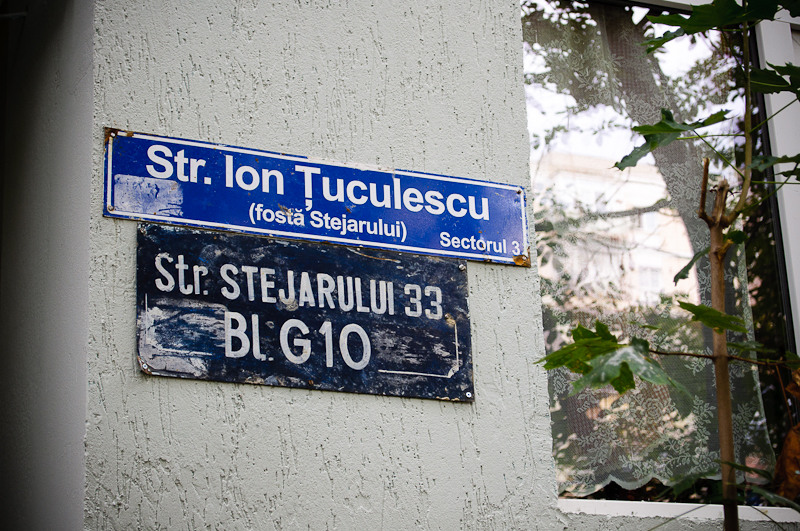 Str. Ion Țuculescu
(fostă Stejarului)
Sectorul 3
Str. STEJARULUI 33
Bl. G10